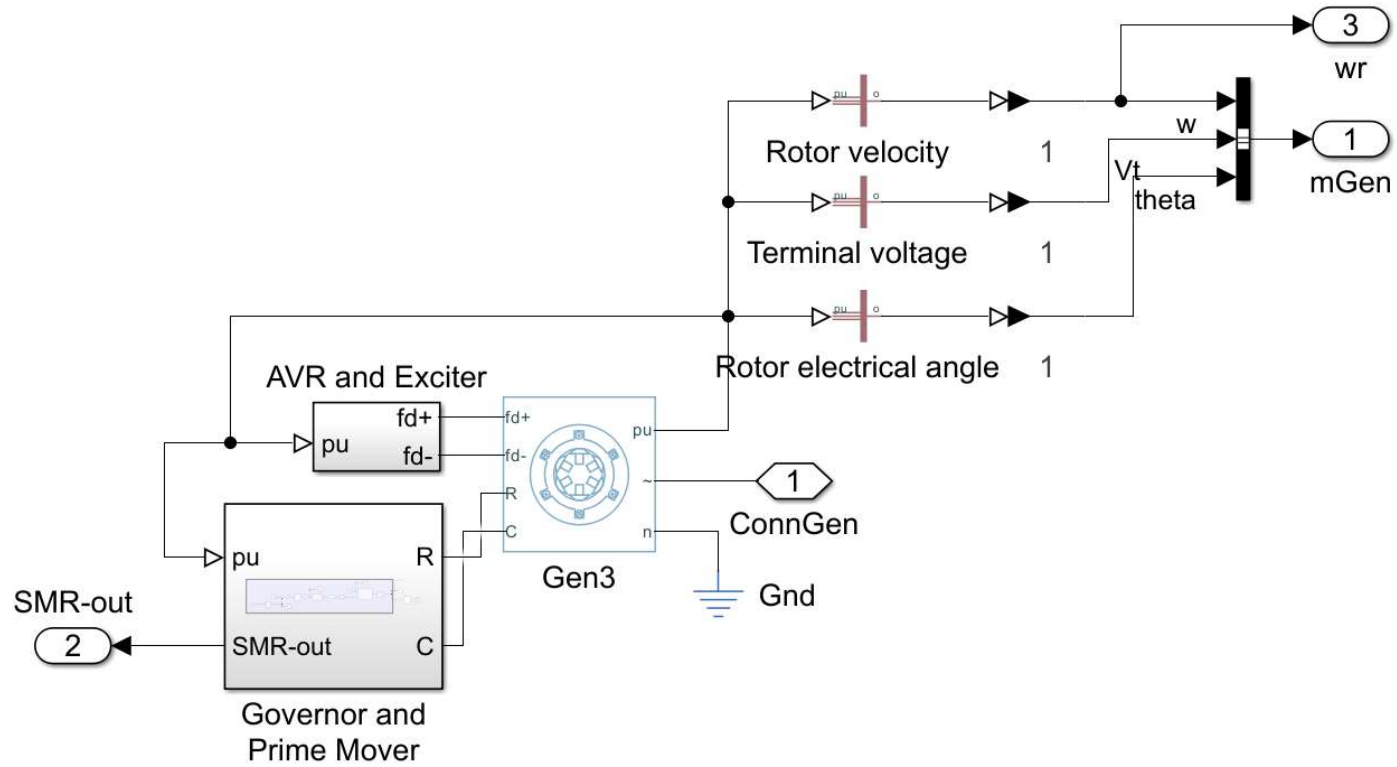 3
wr
pu
o
Rotor velocity
1
w
1
mGen
pu
o
Terminal voltage
1
Vt
theta
pu
o
Rotor electrical angle
1
AVR and Exciter
pu
fd+
fd-
fd+
fd-
R
C
pu
~
n
Gen3
1
ConnGen
Gnd
pu
R
SMR-out
C
SMR-out
2
Governor and
Prime Mover